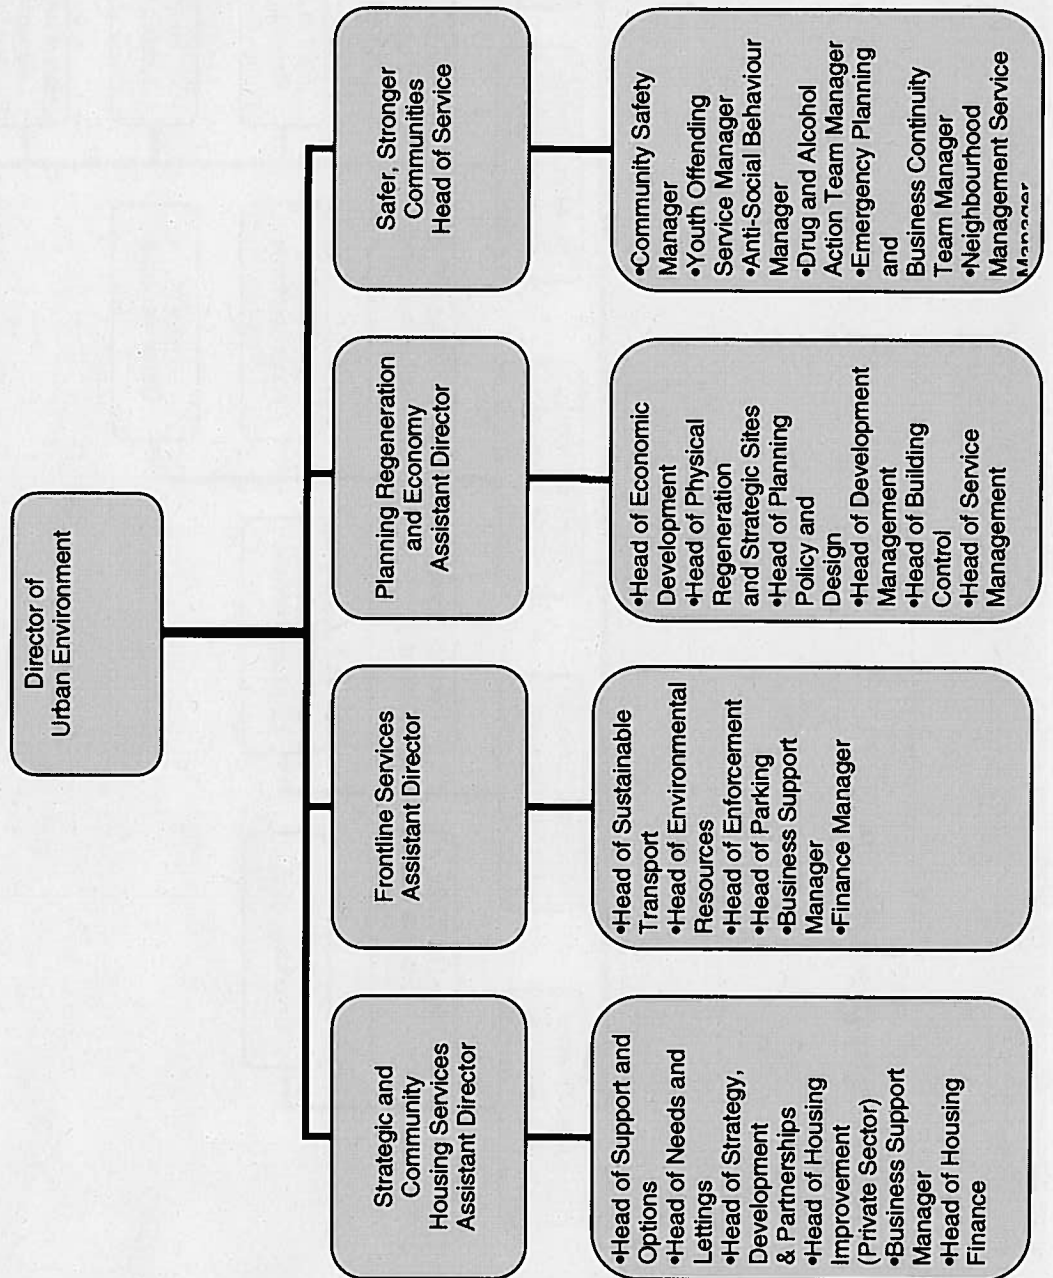 Director of
Urban Environment
Strategic and
Community
Housing Services
Assistant Director
•Head of Support and
Options
•Head of Needs and
Lettings
•Head of Strategy,
Development
& Partnerships
•Head of Housing
Improvement
(Private Sector)
•Business Support
Manager
•Head of Housing
Finance
Frontline Services
Assistant Director
•Head of Sustainable
Transport
•Head of Environmental
Resources
•Head of Enforcement
•Head of Parking
•Business Support
Manager
•Finance Manager
Planning Regeneration
and Economy
Assistant Director
•Head of Economic
Development
•Head of Physical
Regeneration
and Strategic Sites
•Head of Planning
Policy and
Design
•Head of Development
Management
•Head of Building
Control
•Head of Service
Management
Safer, Stronger
Communities
Head of Service
•Community Safety
Manager
•Youth Offending
Service Manager
•Anti-Social Behaviour
Manager
•Drug and Alcohol
Action Team Manager
•Emergency Planning
and
Business Continuity
Team Manager
•Neighbourhood
Management Service
Manager